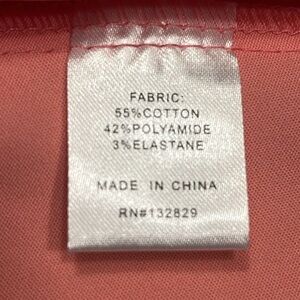 FABRIC:
55%COTTON
42%POLYAMIDE
3%ELASTANE
MADE IN CHINA
RN#132829